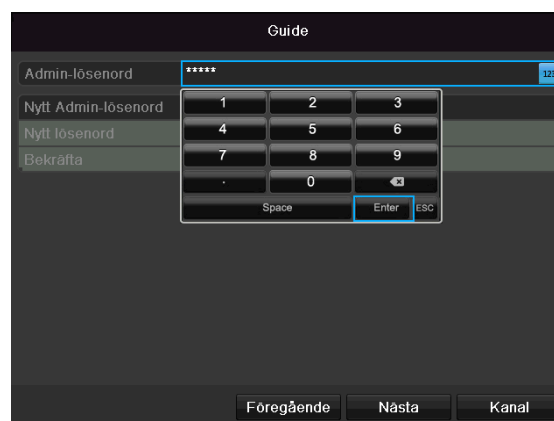 Guide
Admin-lösenord *****
123
Nytt Admin-lösenord
Nytt lösenord
Bekräfta
1 2 3
4 5 6
7 8 9
. 0
Space Enter ESC
Föregående Nästa Kanal